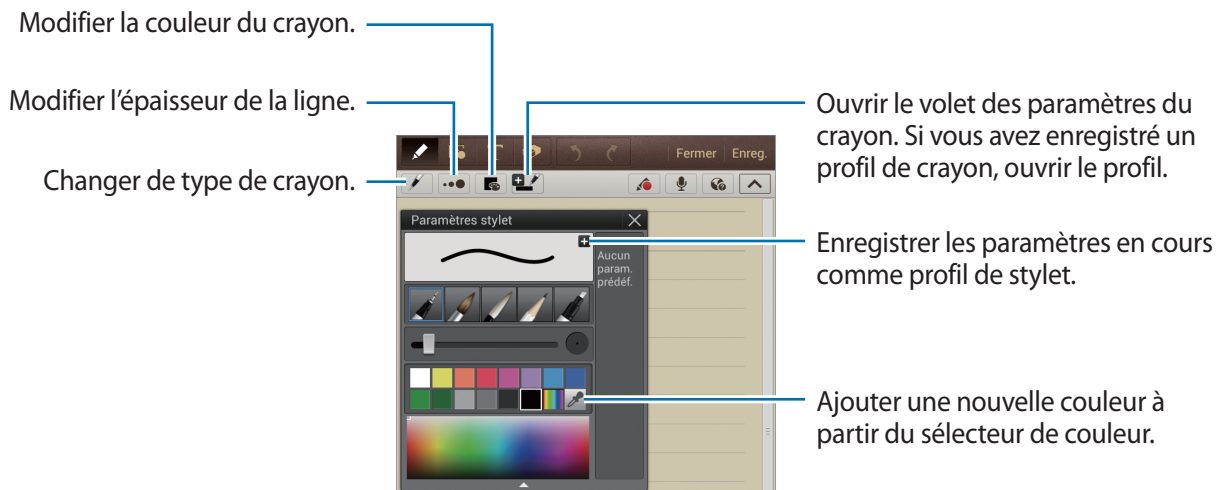 Modifier la couleur du crayon.
Modifier l’épaisseur de la ligne.
Changer de type de crayon.
Ouvrir le volet des paramètres du
crayon. Si vous avez enregistré un
profil de crayon, ouvrir le profil.
Fermer
Enreg.
Paramètres stylet
Aucun
param.
prédéf.
Enregistrer les paramètres en cours
comme profil de stylet.
Ajouter une nouvelle couleur à
partir du sélecteur de couleur.